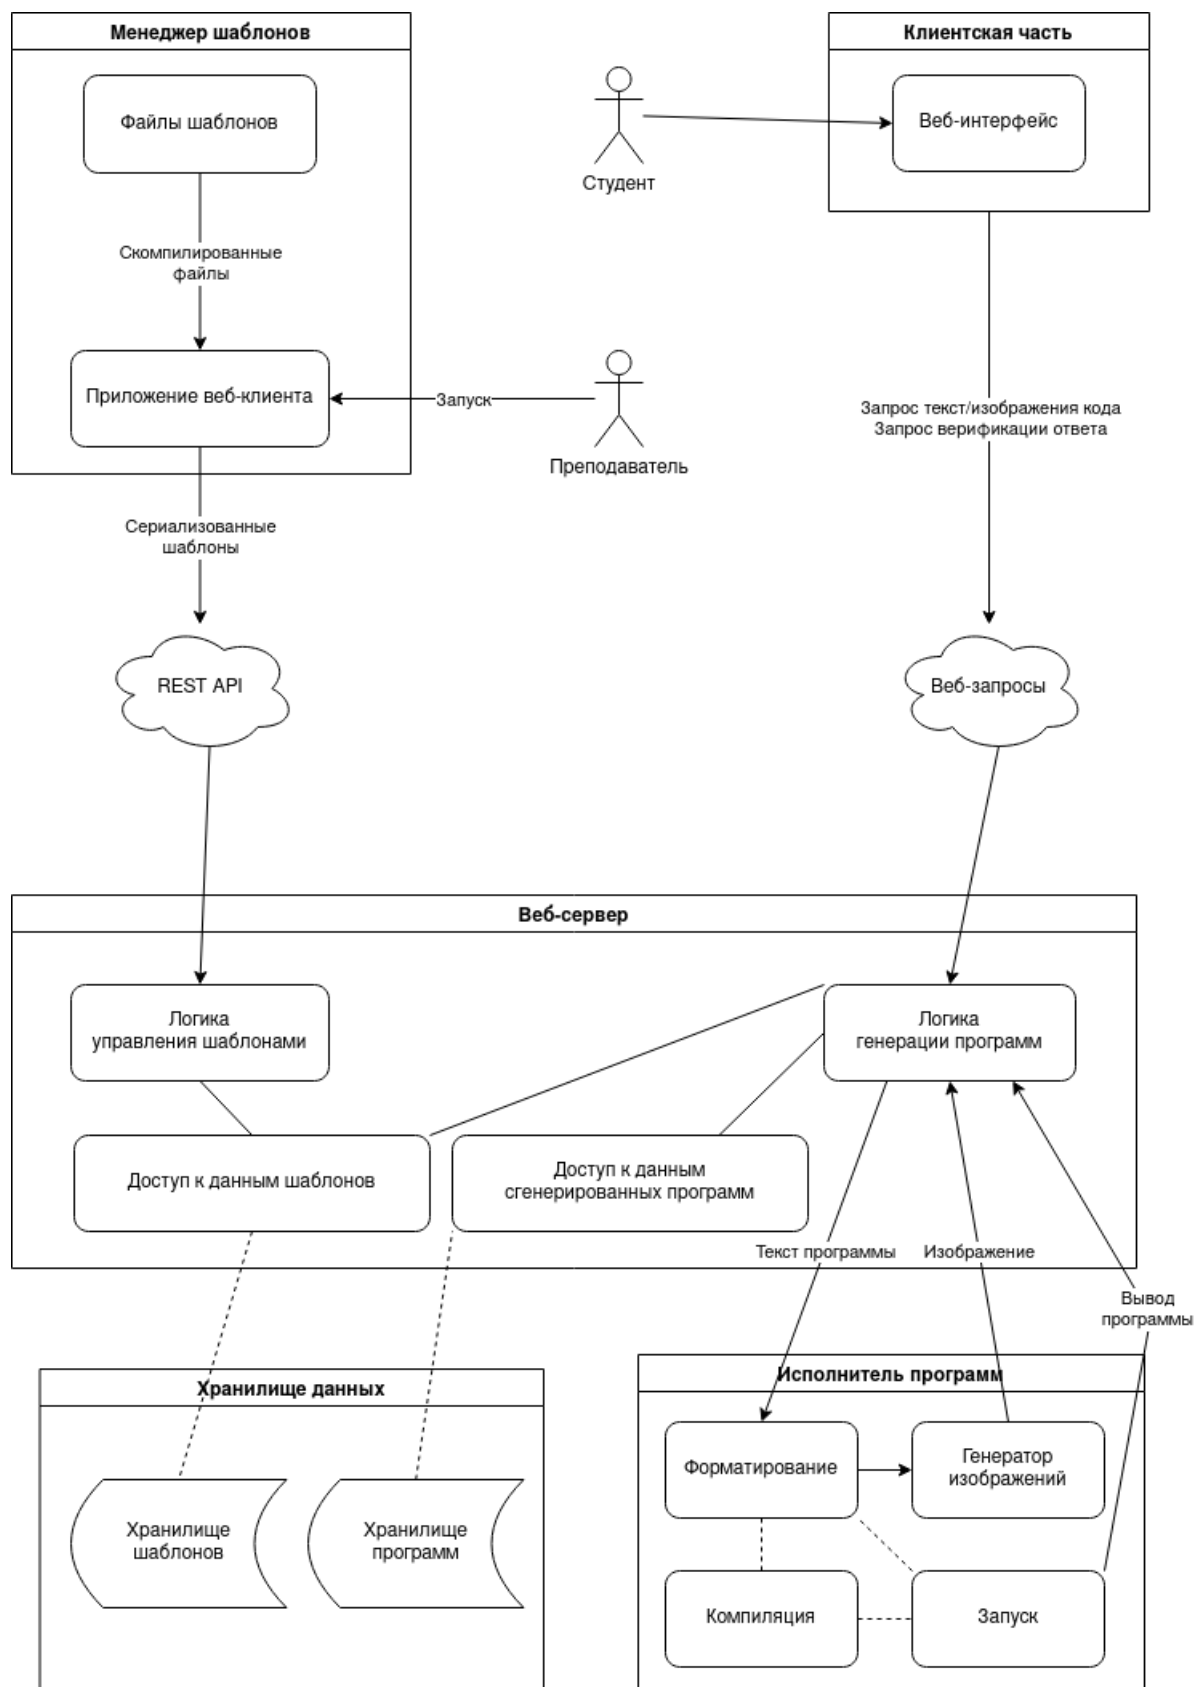 Менеджер шаблонов
Клиентская часть
Файлы шаблонов
Веб-интерфейс
Студент
Скомпилированные
файлы
Приложение веб-клиента
Запуск
Преподаватель
Запрос текст/изображения кода
Запрос верификации ответа
Сериализованные
шаблоны
REST API
Веб-запросы
Веб-сервер
Логика
управления шаблонами
Логика
генерации программ
Доступ к данным шаблонов
Доступ к данным
сгенерированных программ
Текст программы
Изображение
Вывод
программы
Хранилище данных
Исполнитель программ
Форматирование
Генератор
изображений
Хранилище
шаблонов
Хранилище
программ
Компиляция
Запуск